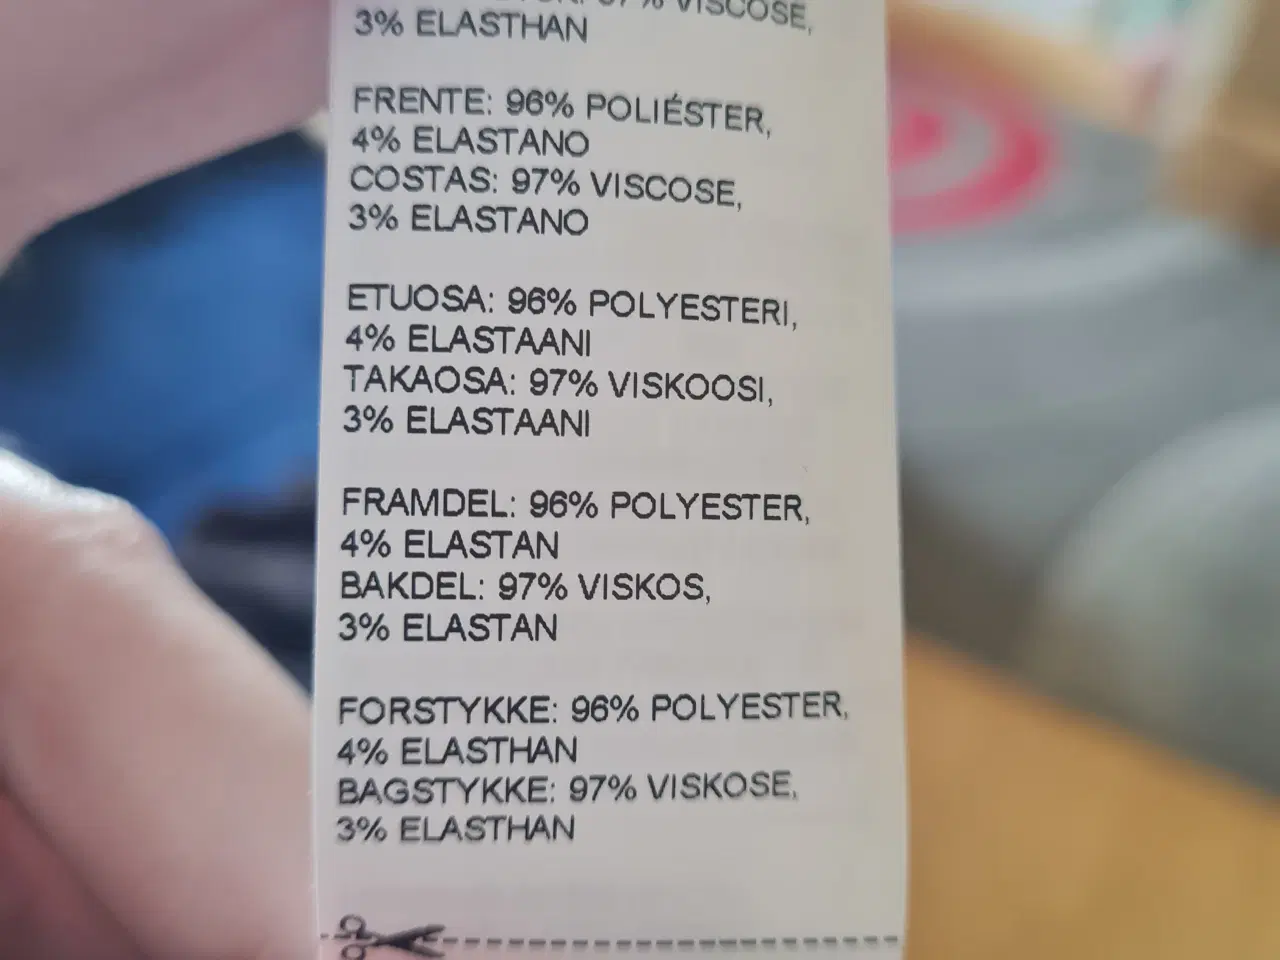 97% VISCOSE,
3% ELASTHAN
FRENTE: 96% POLIÉSTER,
4% ELASTANO
COSTAS: 97% VISCOSE,
3% ELASTANO
ETUOSA: 96% POLYESTERI,
4% ELASTAANI
TAKAOSA: 97% VISKOOSI,
3% ELASTAANI
FRAMDEL: 96% POLYESTER,
4% ELASTAN
BAKDEL: 97% VISKOS,
3% ELASTAN
FORSTYKKE: 96% POLYESTER,
4% ELASTHAN
BAGSTYKKE: 97% VISKOSE,
3% ELASTHAN